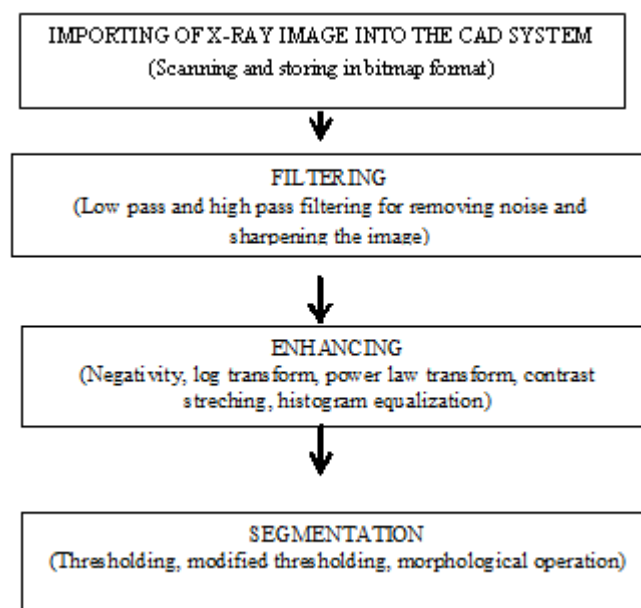 IMPORTING OF X-RAY IMAGE INTO THE CAD SYSTEM
(Scanning and storing in bitmap format)
FILTERING
(Low pass and high pass filtering for removing noise and
sharpening the image)
ENHANCING
(Negativity, log transform, power law transform, contrast
streching, histogram equalization)
SEGMENTATION
(Thresholding, modified thresholding, morphological operation)